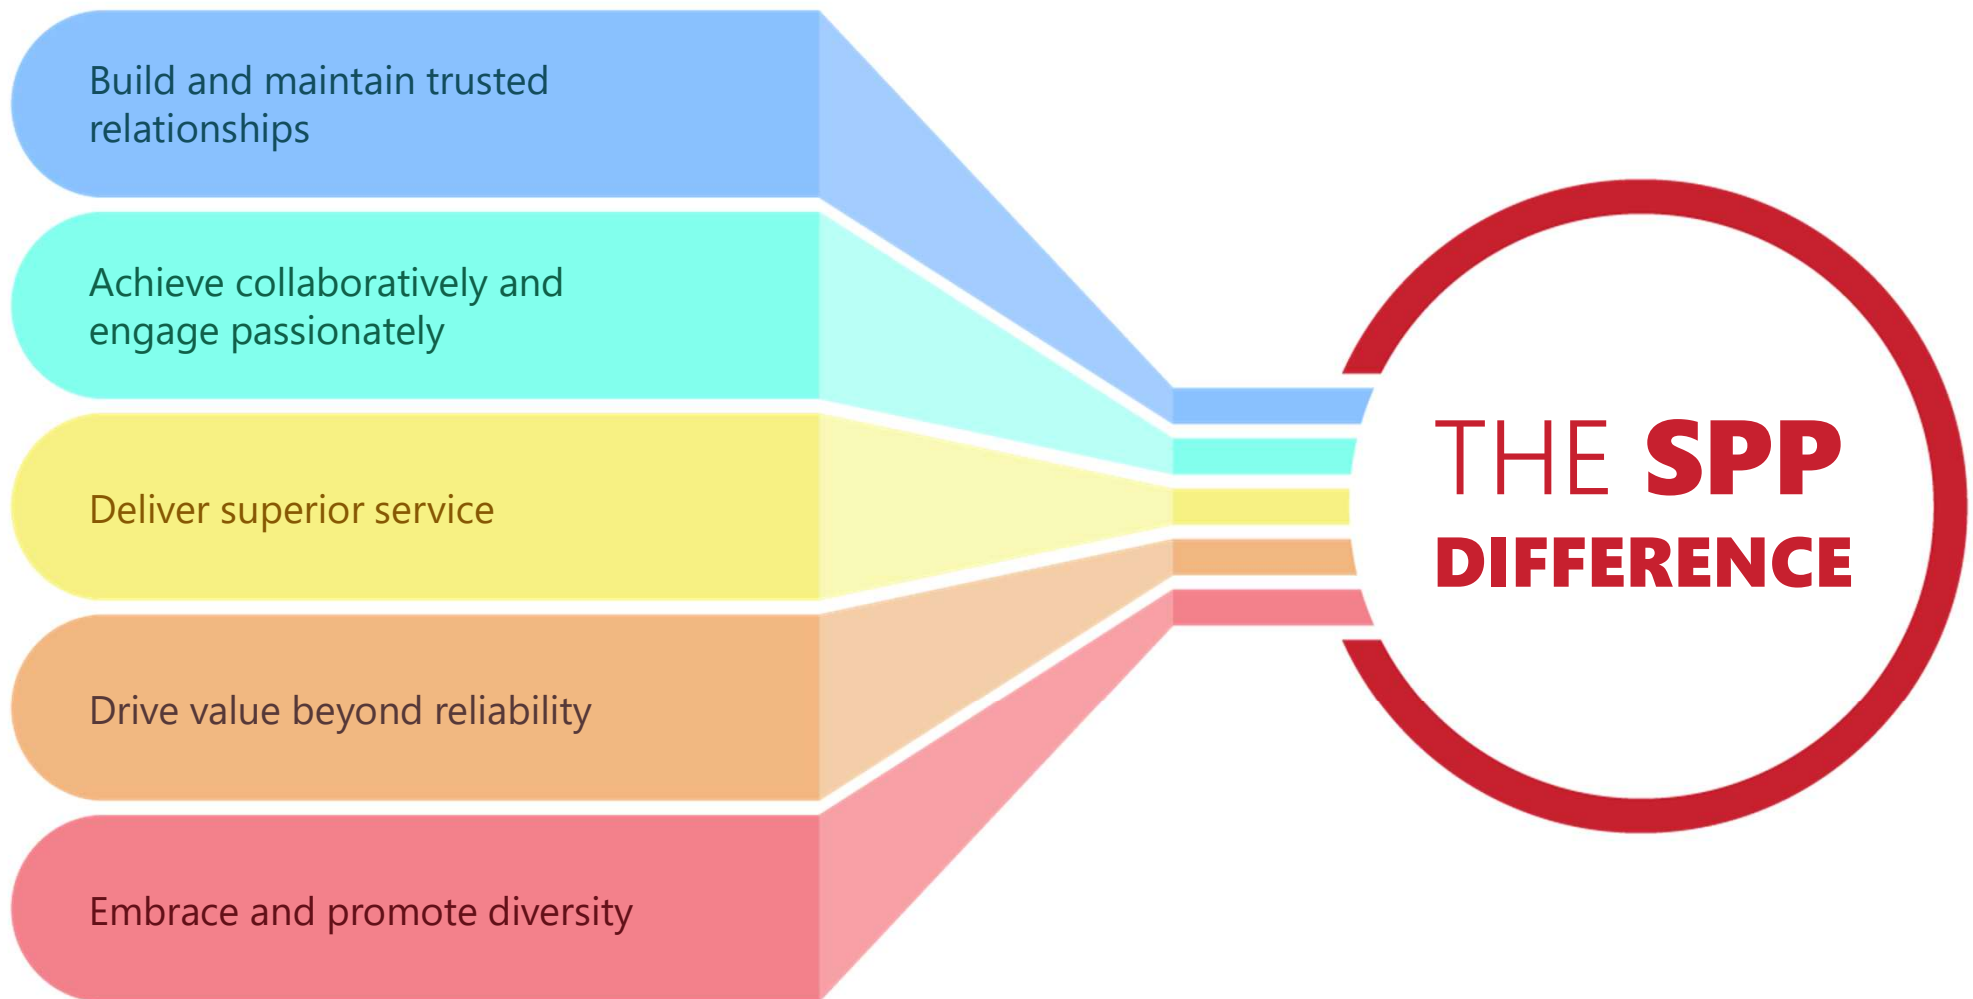 Build and maintain trusted
relationships
Achieve collaboratively and
engage passionately
Deliver superior service
Drive value beyond reliability
Embrace and promote diversity
THE SPP
DIFFERENCE